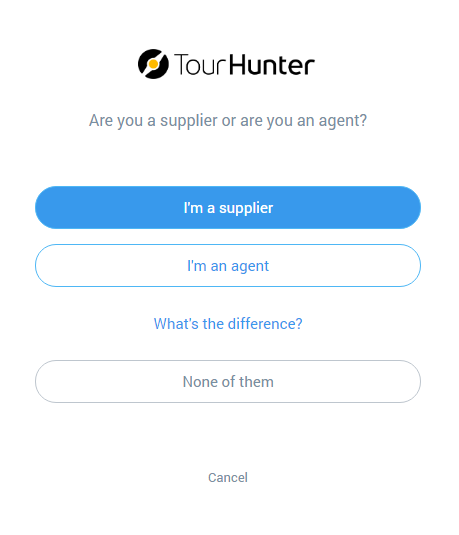 TourHunter
Are you a supplier or are you an agent?
I'm a supplier
I'm an agent
What's the difference?
None of them
Cancel